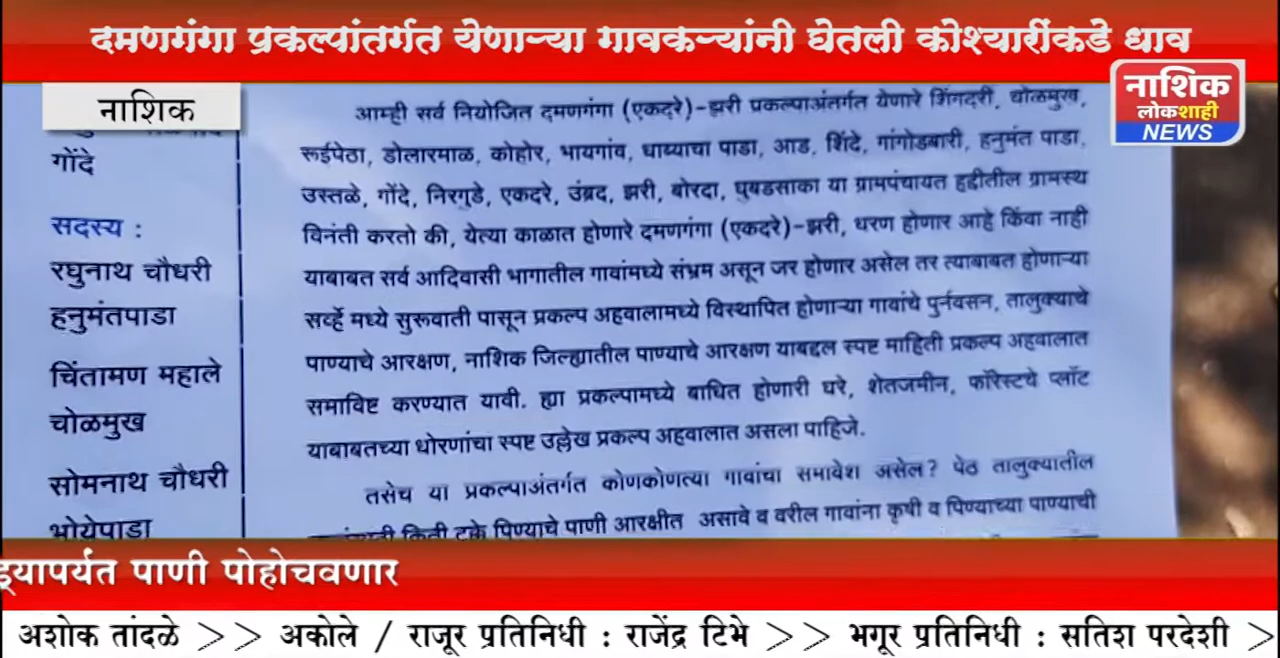 दमणगंगा प्रकल्पांतर्गत येणाऱ्या गावकऱ्यांनी घेतली कोश्यारींकडे धाव
नाशिक
नाशिक
लोकशाही
NEWS
गोंदे
सदस्य :
रघुनाथ चौधरी
हनुमंतपाडा
चिंतामण महाले
चोळमुख
सोमनाथ चौधरी
भोयेपाडा
आम्ही सर्व नियोजित दमणगंगा (एकदरे)-झरी प्रकल्पाअंतर्गत येणारे शिंगदरी, चोळमुख,
रूईपेठा, डोलारमाळ, कोहोर, भायगांव, धाब्याचा पाडा, आड, शिंदे, गांगोडबारी, हनुमंत पाडा,
उस्तळे, गोंदे, निरगुडे, एकदरे, उंब्रद, झरी, बोरदा, घुबडसाका या ग्रामपंचायत हद्दीतील ग्रामस्थ
विनंती करतो की, येत्या काळात होणारे दमणगंगा (एकदरे)-झरी, धरण होणार आहे किंवा नाही
याबाबत सर्व आदिवासी भागातील गावांमध्ये संभ्रम असून जर होणार असेल तर त्याबाबत होणाऱ्या
सर्व्हे मध्ये सुरूवाती पासून प्रकल्प अहवालामध्ये विस्थापित होणाऱ्या गावांचे पुर्नवसन, तालुक्याचे
पाण्याचे आरक्षण, नाशिक जिल्ह्यातील पाण्याचे आरक्षण याबद्दल स्पष्ट माहिती प्रकल्प अहवालात
समाविष्ट करण्यात यावी. ह्या प्रकल्पामध्ये बाधित होणारी घरे, शेतजमीन, फॉरेस्टचे प्लॉट
याबाबतच्या धोरणांचा स्पष्ट उल्लेख प्रकल्प अहवालात असला पाहिजे.
तसेच या प्रकल्पाअंतर्गत कोणकोणत्या गावांचा समावेश असेल? पेठ तालुक्यातील
किती टक्के पिण्याचे पाणी आरक्षीत असावे व वरील गावांना कृषी व पिण्याच्या पाण्याची
ड्यापर्यत पाणी पोहोचवणार
अशोक तांदळे >> अकोले / राजूर प्रतिनिधी : राजेंद्र टिभे >> भगूर प्रतिनिधी : सतिश परदेशी >